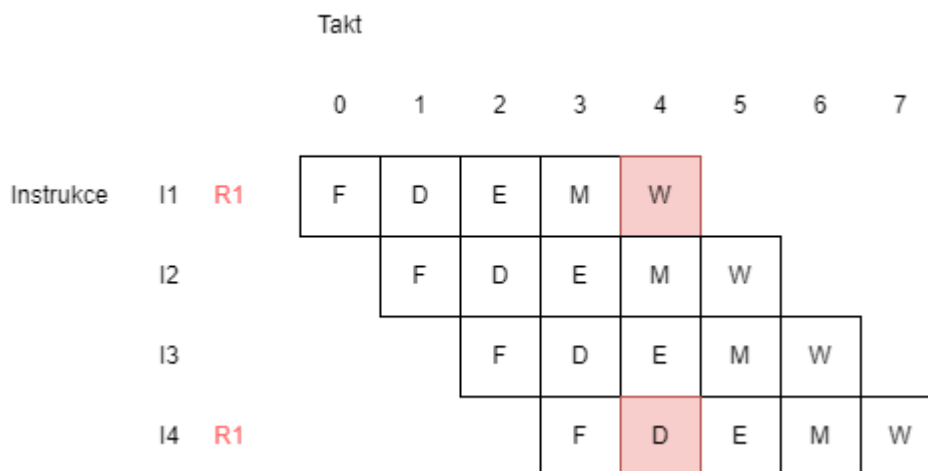 Takt
0 1 2 3 4 5 6 7
Instrukce I1 R1 F D E M W
I2 F D E M W
I3 F D E M W
I4 R1 F D E M W